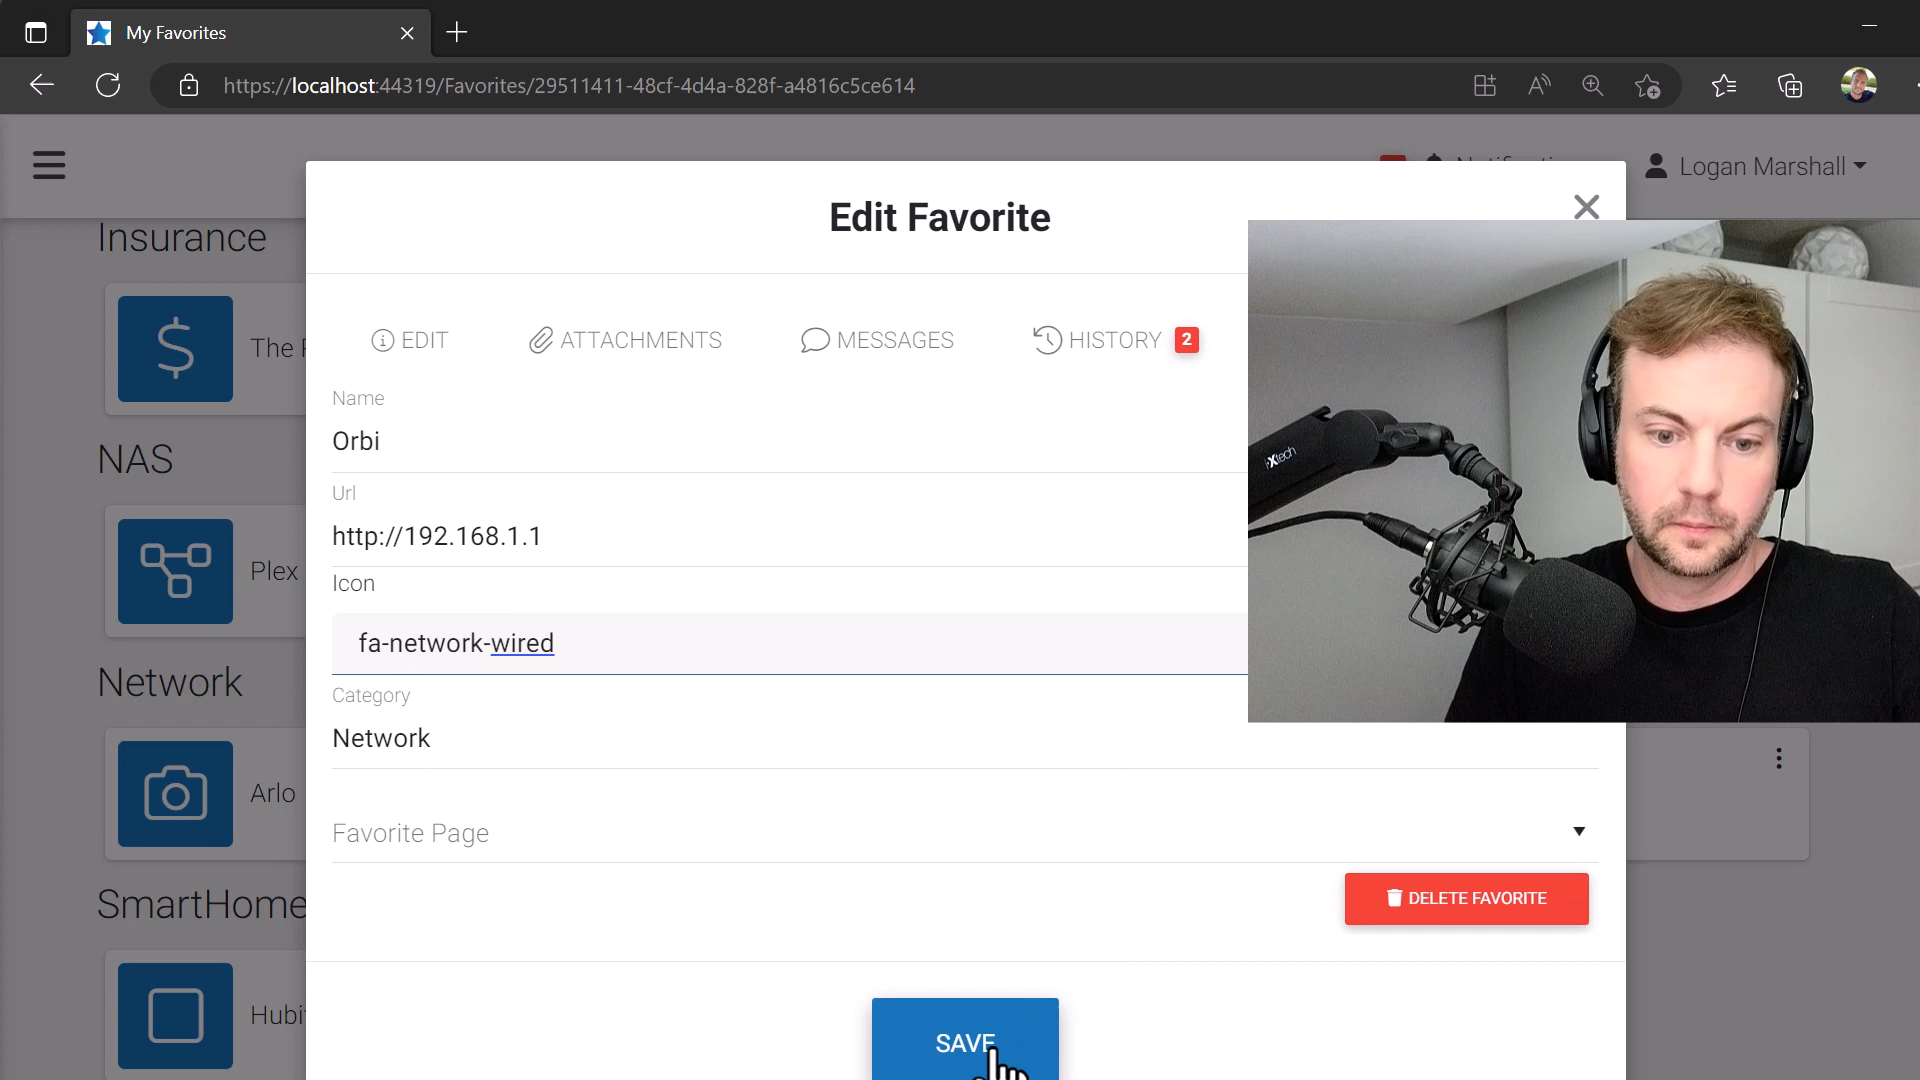 My Favorites
https://localhost:44319/Favorites/29511411-48cf-4d4a-828f-a4816c5ce614
Logan Marshall
Edit Favorite
Insurance
The
EDIT
ATTACHMENTS
MESSAGES
HISTORY 2
Name
Orbi
NAS
Url
http://192.168.1.1
Plex
Icon
fa-network-wired
Network
Category
Network
Arlo
Favorite Page
DELETE FAVORITE
SmartHome
SAVE